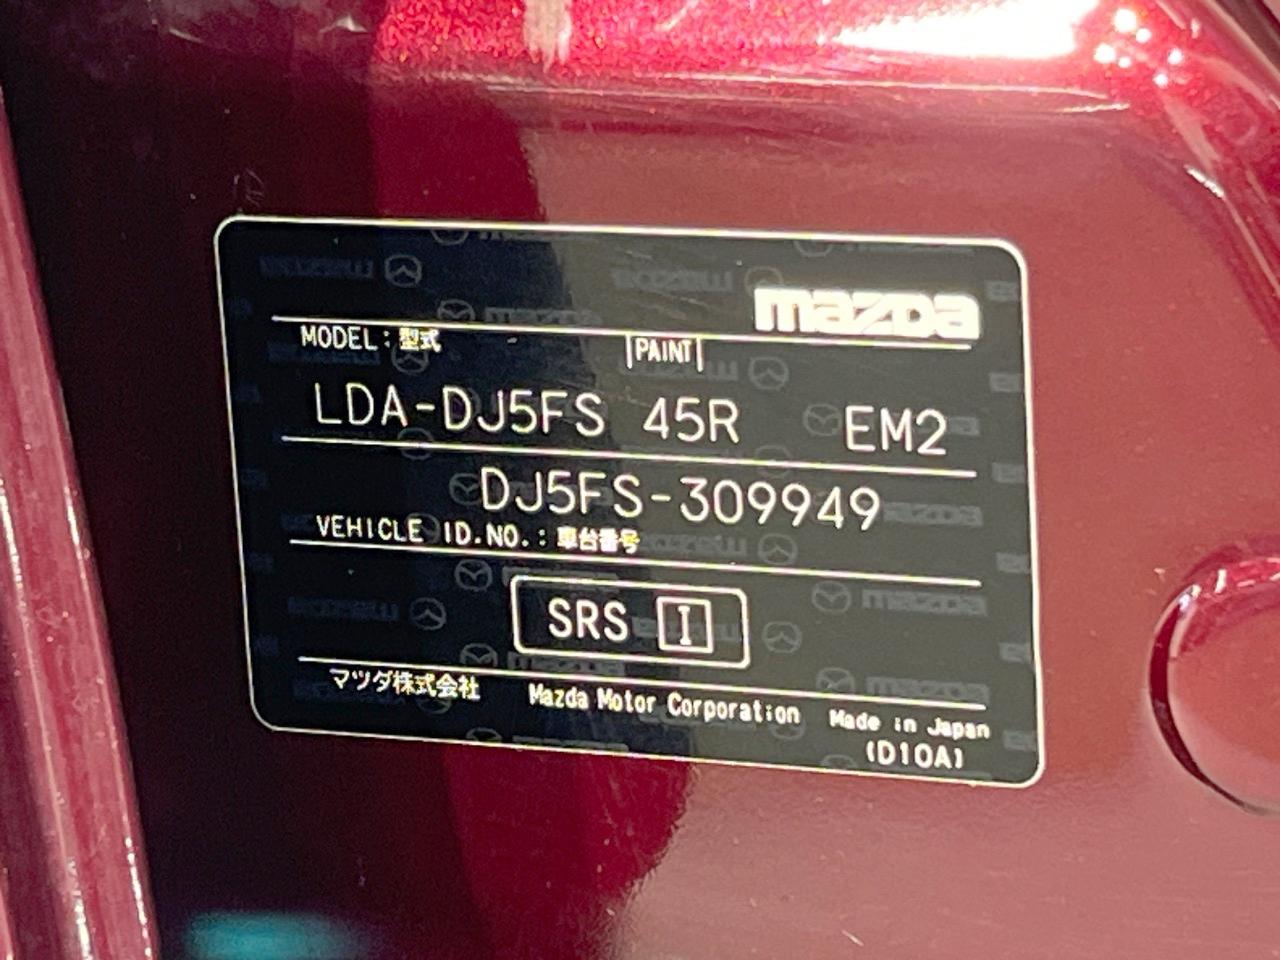 mazda
MODEL:型式 PAINT
LDA-DJ5FS 45R EM2
DJ5FS-309949
VEHICLE ID.NO.:車台番号
SRS I
マツダ株式会社 Mazda Motor Corporation Made in Japan
(D10A)